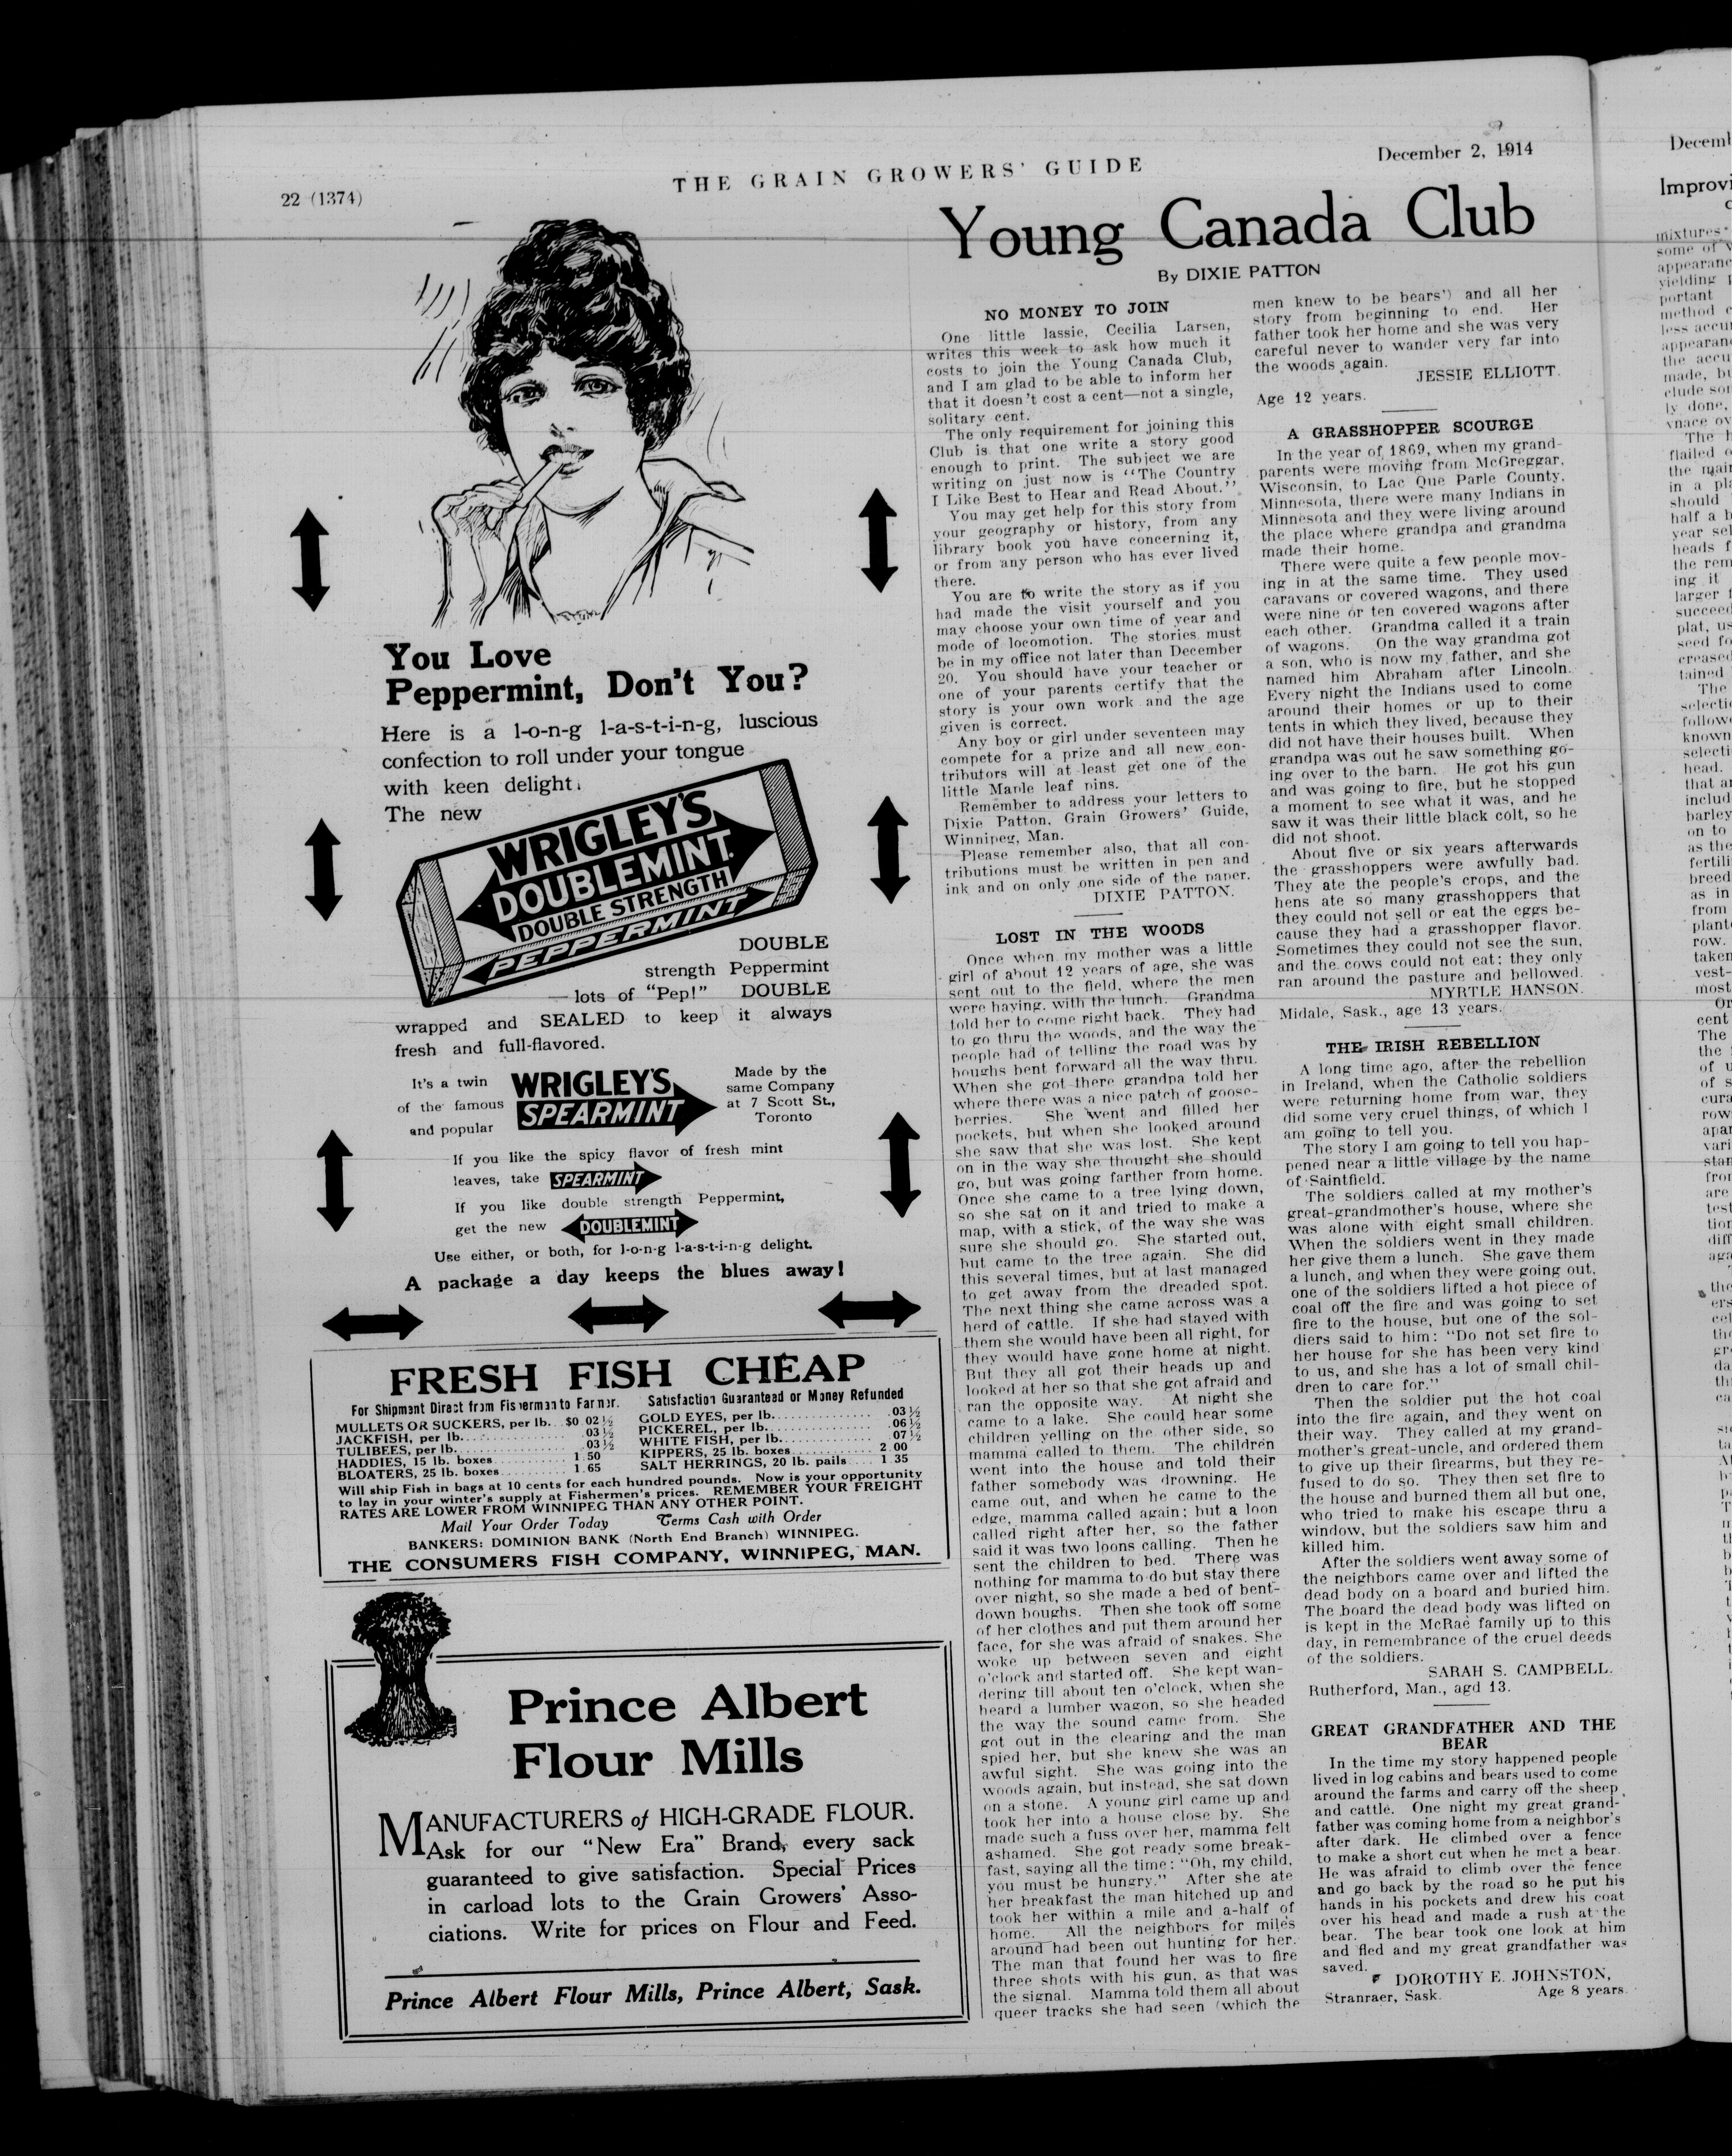 22 (1374)
THE GRAIN GROWERS' GUIDE
December 2, 1914
You Love
Peppermint, Don't You?
Here is a l-o-n-g l-a-s-t-i-n-g, luscious
confection to roll under your tongue
with keen delight.
The new
WRIGLEY'S
DOUBLEMINT
DOUBLE STRENGTH
PEPPERMINT
DOUBLE
strength Peppermint
— lots of "Pep!" DOUBLE
wrapped and SEALED to keep it always
fresh and full-flavored.
It's a twin
of the famous
and popular
WRIGLEY'S
SPEARMINT
Made by the
same Company
at 7 Scott St.,
Toronto
If you like the spicy flavor of fresh mint
leaves, take SPEARMINT
If you like double strength Peppermint,
get the new DOUBLEMINT
Use either, or both, for l-o-n-g l-a-s-t-i-n-g delight.
A package a day keeps the blues away!
FRESH FISH CHEAP
For Shipment Direct from Fisherman to Farmer. Satisfaction Guaranteed or Money Refunded
MULLETS OR SUCKERS, per lb. $0 02½
JACKFISH, per lb. .03½
TULIBEES, per lb. .03½
HADDIES, 15 lb. boxes 1.50
BLOATERS, 25 lb. boxes 1.65
GOLD EYES, per lb. .03½
PICKEREL, per lb. .06½
WHITE FISH, per lb. 07½
KIPPERS, 25 lb. boxes 2.00
SALT HERRINGS, 20 lb. pails 1 35
Will ship Fish in bags at 10 cents for each hundred pounds. Now is your opportunity
to lay in your winter's supply at Fishermen's prices. REMEMBER YOUR FREIGHT
RATES ARE LOWER FROM WINNIPEG THAN ANY OTHER POINT.
Mail Your Order Today Terms Cash with Order
BANKERS: DOMINION BANK (North End Branch) WINNIPEG.
THE CONSUMERS FISH COMPANY, WINNIPEG, MAN.
Prince Albert
Flour Mills
MANUFACTURERS of HIGH-GRADE FLOUR.
Ask for our "New Era" Brand, every sack
guaranteed to give satisfaction. Special Prices
in carload lots to the Grain Growers' Asso-
ciations. Write for prices on Flour and Feed.
Prince Albert Flour Mills, Prince Albert, Sask.
Young Canada Club
By DIXIE PATTON
NO MONEY TO JOIN
One little lassie, Cecilia Larsen,
writes this week to ask how much it
costs to join the Young Canada Club,
and I am glad to be able to inform her
that it doesn't cost a cent—not a single,
solitary cent.
The only requirement for joining this
Club is that one write a story good
enough to print. The subject we are
writing on just now is "The Country
I Like Best to Hear and Read About."
You may get help for this story from
your geography or history, from any
library book you have concerning it,
or from any person who has ever lived
there.
You are to write the story as if you
had made the visit yourself and you
may choose your own time of year and
mode of locomotion. The stories must
be in my office not later than December
20. You should have your teacher or
one of your parents certify that the
story is your own work and the age
given is correct.
Any boy or girl under seventeen may
compete for a prize and all new con-
tributors will at least get one of the
little Maple leaf pins.
Remember to address your letters to
Dixie Patton, Grain Growers' Guide,
Winnipeg, Man.
Please remember also, that all con-
tributions must be written in pen and
ink and on only one side of the paper.
DIXIE PATTON.
LOST IN THE WOODS
Once when my mother was a little
girl of about 12 years of age, she was
sent out to the field, where the men
were haying, with the lunch. Grandma
told her to come right back. They had
to go thru the woods, and the way the
people had of telling the road was by
boughs bent forward all the way thru.
When she got there grandpa told her
where there was a nice patch of goose-
berries. She went and filled her
pockets, but when she looked around
she saw that she was lost. She kept
on in the way she thought she should
go, but was going farther from home.
Once she came to a tree lying down,
so she sat on it and tried to make a
map, with a stick, of the way she was
sure she should go. She started out,
but came to the tree again. She did
this several times, but at last managed
to get away from the dreaded spot.
The next thing she came across was a
herd of cattle. If she had stayed with
them she would have been all right, for
they would have gone home at night.
But they all got their heads up and
looked at her so that she got afraid and
ran the opposite way. At night she
came to a lake. She could hear some
children yelling on the other side, so
mamma called to them. The children
went into the house and told their
father somebody was drowning. He
came out, and when he came to the
edge, mamma called again; but a loon
called right after her, so the father
said it was two loons calling. Then he
sent the children to bed. There was
nothing for mamma to do but stay there
over night, so she made a bed of bent-
down boughs. Then she took off some
of her clothes and put them around her
face, for she was afraid of snakes. She
woke up between seven and eight
o'clock and started off. She kept wan-
dering till about ten o'clock, when she
heard a lumber wagon, so she headed
the way the sound came from. She
got out in the clearing and the man
spied her, but she knew she was an
awful sight. She was going into the
woods again, but instead, she sat down
on a stone. A young girl came up and
took her into a house close by. She
made such a fuss over her, mamma felt
ashamed. She got ready some break-
fast, saying all the time: "Oh, my child,
you must be hungry." After she ate
her breakfast the man hitched up and
took her within a mile and a-half of
home. All the neighbors for miles
around had been out hunting for her.
The man that found her was to fire
three shots with his gun, as that was
the signal. Mamma told them all about
queer tracks she had seen (which the
men knew to be bears') and all her
story from beginning to end. Her
father took her home and she was very
careful never to wander very far into
the woods again.
JESSIE ELLIOTT.
Age 12 years.
A GRASSHOPPER SCOURGE
In the year of 1869, when my grand-
parents were moving from McGreggar,
Wisconsin, to Lac Que Parle County,
Minnesota, there were many Indians in
Minnesota and they were living around
the place where grandpa and grandma
made their home.
There were quite a few people mov-
ing in at the same time. They used
caravans or covered wagons, and there
were nine or ten covered wagons after
each other. Grandma called it a train
of wagons. On the way grandma got
a son, who is now my father, and she
named him Abraham after Lincoln.
Every night the Indians used to come
around their homes or up to their
tents in which they lived, because they
did not have their houses built. When
grandpa was out he saw something go-
ing over to the barn. He got his gun
and was going to fire, but he stopped
a moment to see what it was, and he
saw it was their little black colt, so he
did not shoot.
About five or six years afterwards
the grasshoppers were awfully bad.
They ate the people's crops, and the
hens ate so many grasshoppers that
they could not sell or eat the eggs be-
cause they had a grasshopper flavor.
Sometimes they could not see the sun,
and the cows could not eat; they only
ran around the pasture and bellowed.
MYRTLE HANSON.
Midale, Sask., age 13 years.
THE IRISH REBELLION
A long time ago, after the rebellion
in Ireland, when the Catholic soldiers
were returning home from war, they
did some very cruel things, of which I
am going to tell you.
The story I am going to tell you hap-
pened near a little village by the name
of Saintfield.
The soldiers called at my mother's
great-grandmother's house, where she
was alone with eight small children.
When the soldiers went in they made
her give them a lunch. She gave them
a lunch, and when they were going out,
one of the soldiers lifted a hot piece of
coal off the fire and was going to set
fire to the house, but one of the sol-
diers said to him: "Do not set fire to
her house for she has been very kind
to us, and she has a lot of small chil-
dren to care for."
Then the soldier put the hot coal
into the fire again, and they went on
their way. They called at my grand-
mother's great-uncle, and ordered them
to give up their firearms, but they re-
fused to do so. They then set fire to
the house and burned them all but one,
who tried to make his escape thru a
window, but the soldiers saw him and
killed him.
After the soldiers went away some of
the neighbors came over and lifted the
dead body on a board and buried him.
The board the dead body was lifted on
is kept in the McRae family up to this
day, in remembrance of the cruel deeds
of the soldiers.
SARAH S. CAMPBELL.
Rutherford, Man., agd 13.
GREAT GRANDFATHER AND THE
BEAR
In the time my story happened people
lived in log cabins and bears used to come
around the farms and carry off the sheep
and cattle. One night my great grand-
father was coming home from a neighbor's
after dark. He climbed over a fence
to make a short cut when he met a bear.
He was afraid to climb over the fence
and go back by the road so he put his
hands in his pockets and drew his coat
over his head and made a rush at the
bear. The bear took one look at him
and fled and my great grandfather was
saved.
DOROTHY E. JOHNSTON,
Stranraer, Sask. Age 8 years.